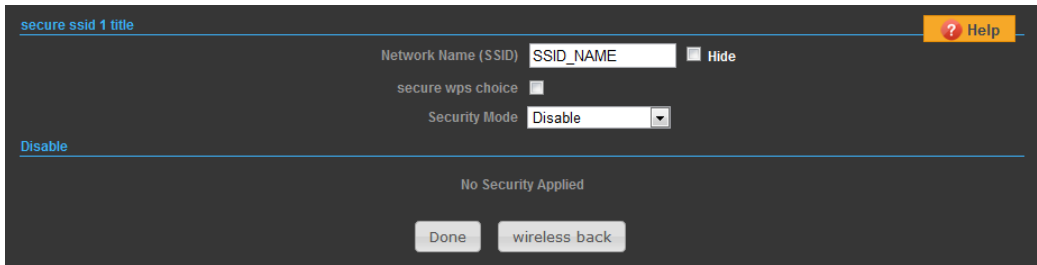 secure ssid 1 title
? Help
Network Name (SSID) SSID_NAME Hide
secure wps choice
Security Mode Disable
Disable
No Security Applied
Done wireless back